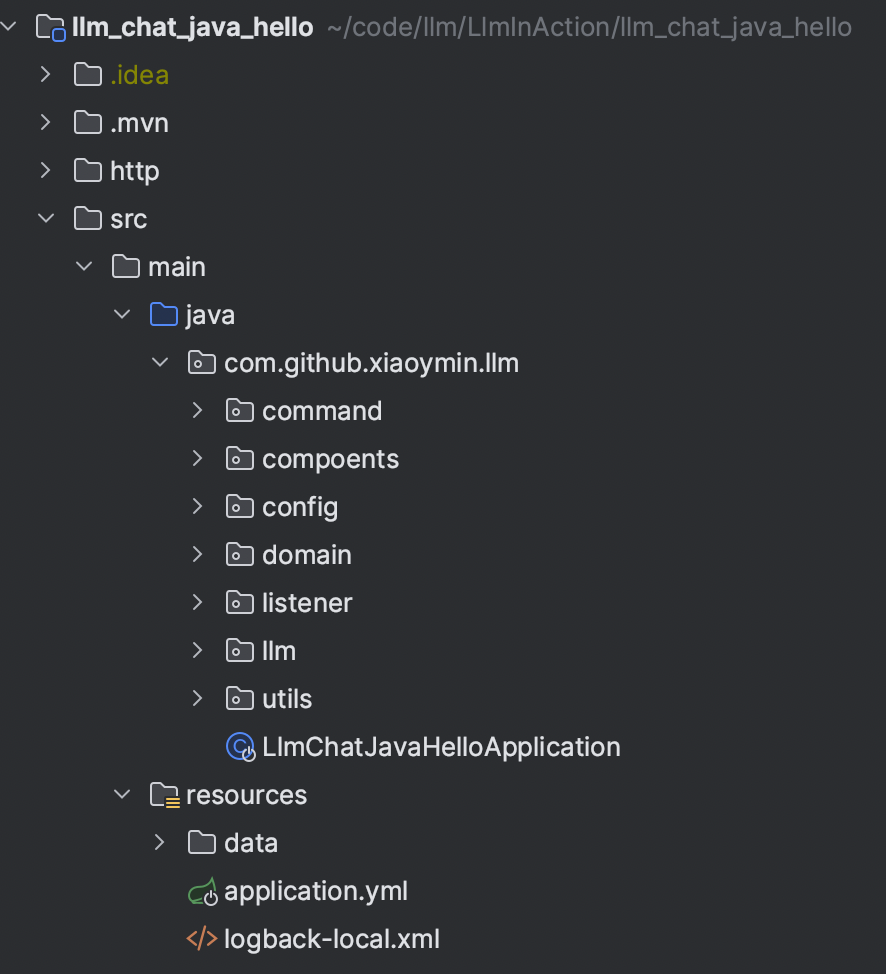 llm_chat_java_hello ~/code/llm/LlmInAction/llm_chat_java_hello
.idea
.mvn
http
src
main
java
com.github.xiaoymin.llm
command
compoents
config
domain
listener
llm
utils
LlmChatJavaHelloApplication
resources
data
application.yml
logback-local.xml